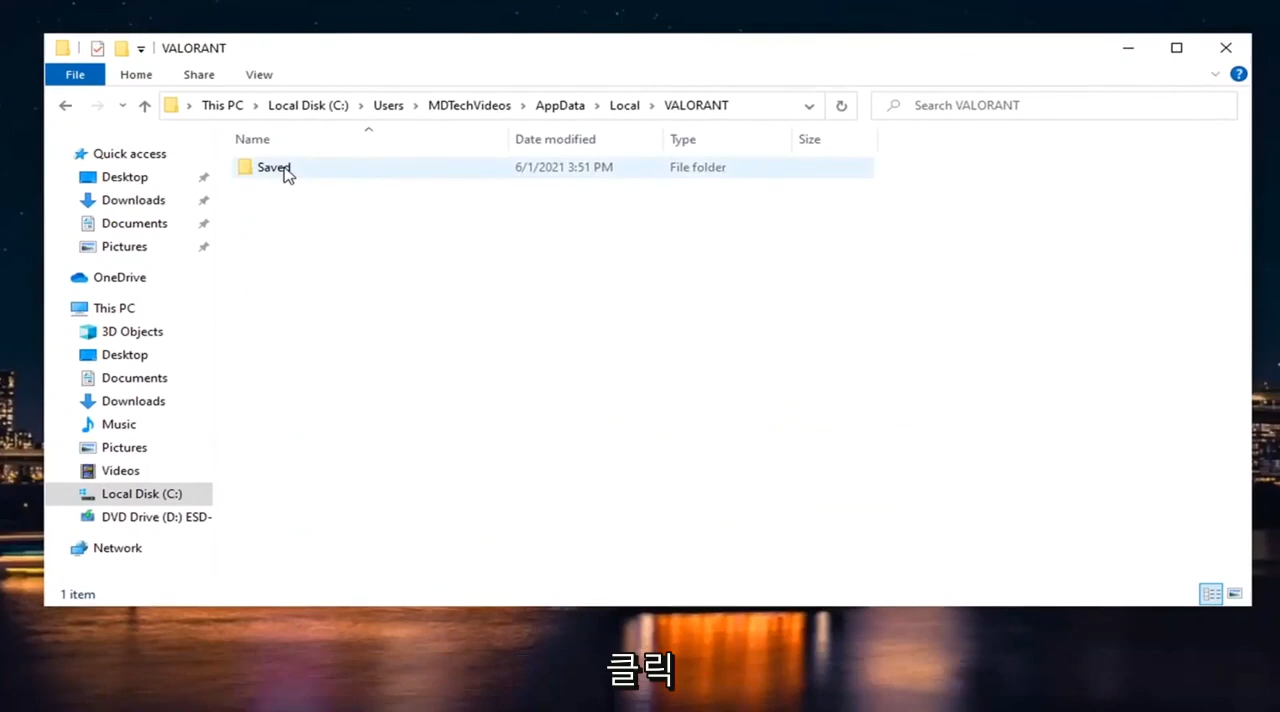 VALORANT
File Home Share View
This PC Local Disk (C:) Users MDTechVideos AppData Local VALORANT Search VALORANT
Name Date modified Type Size
Saved 6/1/2021 3:51 PM File folder
Quick access
Desktop
Downloads
Documents
Pictures
OneDrive
This PC
3D Objects
Desktop
Documents
Downloads
Music
Pictures
Videos
Local Disk (C:)
DVD Drive (D:) ESD-
Network
1 item
클릭